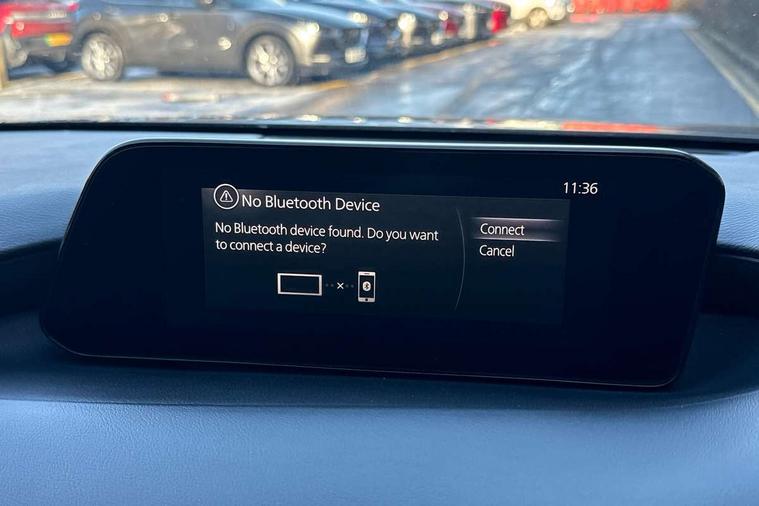 11:36
No Bluetooth Device
No Bluetooth device found. Do you want
to connect a device?
Connect
Cancel